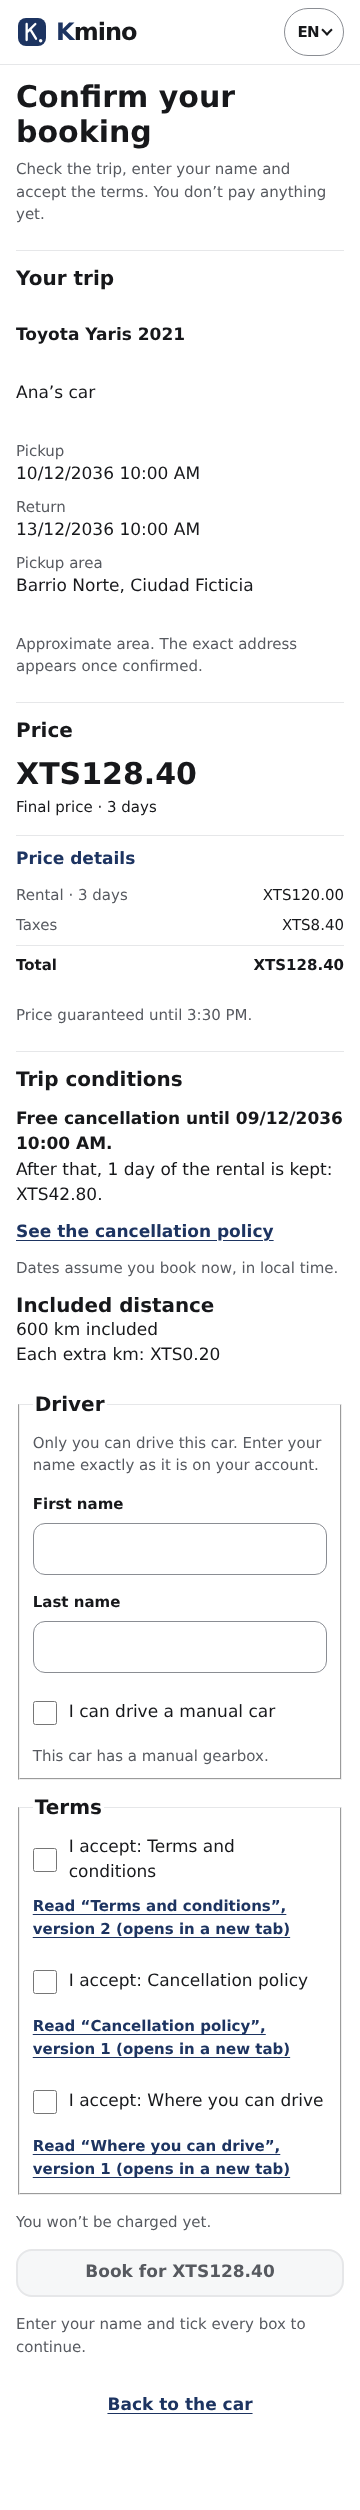 Kmino
EN
Confirm your
booking
Check the trip, enter your name and
accept the terms. You don’t pay anything
yet.
Your trip
Toyota Yaris 2021
Ana’s car
Pickup
10/12/2036 10:00 AM
Return
13/12/2036 10:00 AM
Pickup area
Barrio Norte, Ciudad Ficticia
Approximate area. The exact address
appears once confirmed.
Price
XTS128.40
Final price · 3 days
Price details
Rental · 3 days XTS120.00
Taxes XTS8.40
Total XTS128.40
Price guaranteed until 3:30 PM.
Trip conditions
Free cancellation until 09/12/2036
10:00 AM.
After that, 1 day of the rental is kept:
XTS42.80.
See the cancellation policy
Dates assume you book now, in local time.
Included distance
600 km included
Each extra km: XTS0.20
Driver
Only you can drive this car. Enter your
name exactly as it is on your account.
First name
Last name
I can drive a manual car
This car has a manual gearbox.
Terms
I accept: Terms and
conditions
Read “Terms and conditions”,
version 2 (opens in a new tab)
I accept: Cancellation policy
Read “Cancellation policy”,
version 1 (opens in a new tab)
I accept: Where you can drive
Read “Where you can drive”,
version 1 (opens in a new tab)
You won’t be charged yet.
Book for XTS128.40
Enter your name and tick every box to
continue.
Back to the car